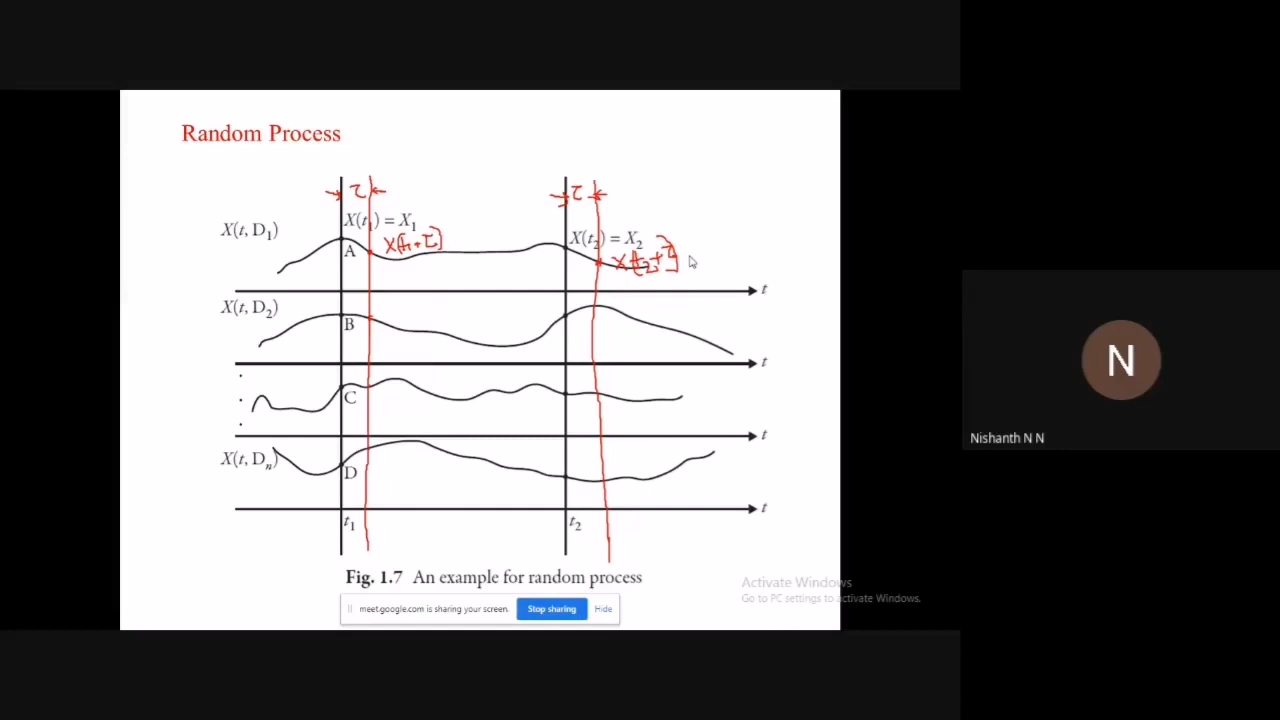 Random Process
τ
τ
X(t, D₁)
X(t₁) = X₁
X(t₂) = X₂
A
X(t₁+τ)
X(t₂+τ)
t
X(t, D₂)
B
t
C
t
X(t, Dₙ)
D
t
t₁
t₂
Fig. 1.7 An example for random process
meet.google.com is sharing your screen.
Stop sharing
Hide
Activate Windows
Go to PC settings to activate Windows.
N
Nishanth N N